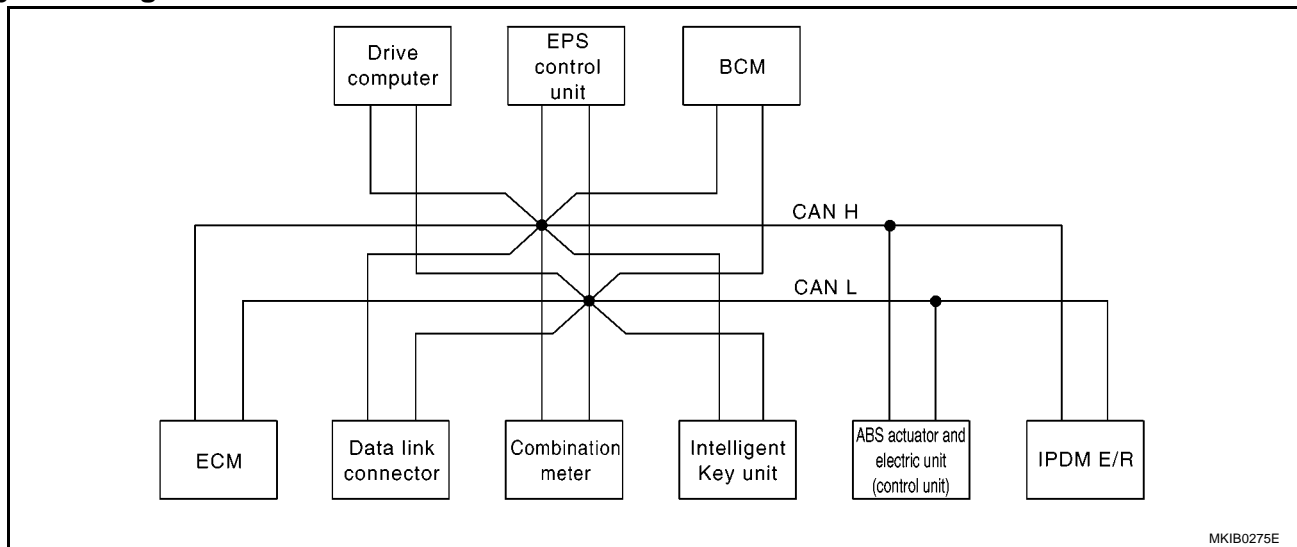 Drive
computer
EPS
control
unit
BCM
CAN H
CAN L
ECM
Data link
connector
Combination
meter
Intelligent
Key unit
ABS actuator and
electric unit
(control unit)
IPDM E/R
MKIB0275E